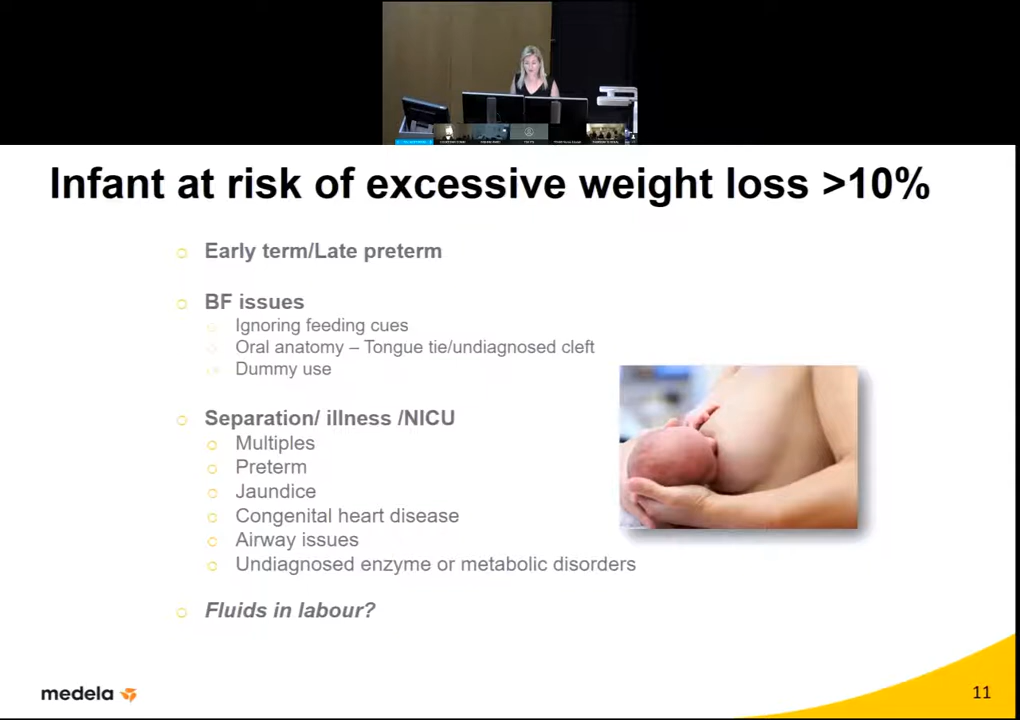 Infant at risk of excessive weight loss >10%
Early term/Late preterm
BF issues
Ignoring feeding cues
Oral anatomy – Tongue tie/undiagnosed cleft
Dummy use
Separation/ illness /NICU
Multiples
Preterm
Jaundice
Congenital heart disease
Airway issues
Undiagnosed enzyme or metabolic disorders
Fluids in labour?
medela
11